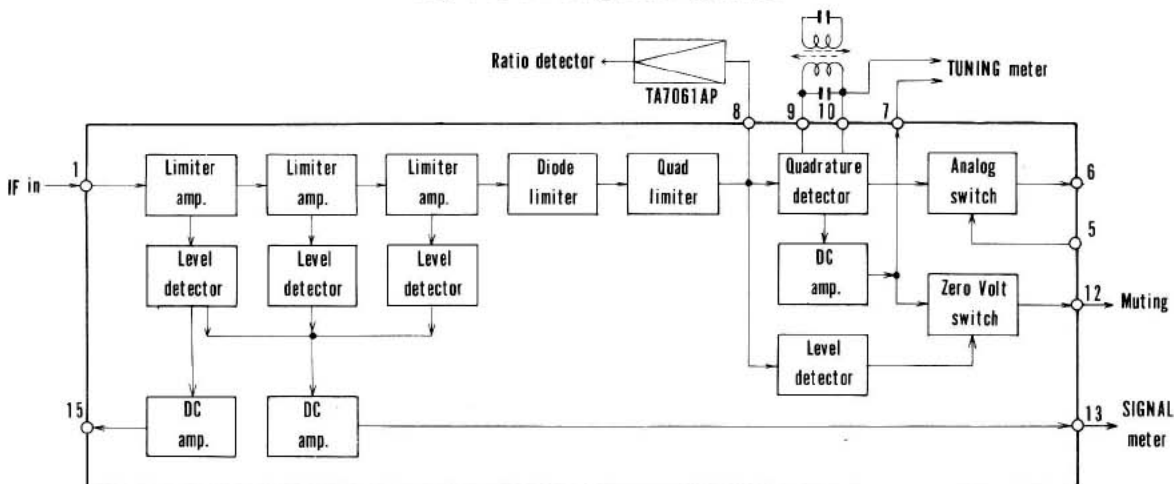 Ratio detector
TA7061AP
TUNING meter
8
9
10
7
1
IF in
Limiter
amp.
Limiter
amp.
Limiter
amp.
Diode
limiter
Quad
limiter
Quadrature
detector
Analog
switch
6
5
Level
detector
Level
detector
Level
detector
DC
amp.
Zero Volt
switch
12
Muting
Level
detector
15
DC
amp.
DC
amp.
13
SIGNAL
meter